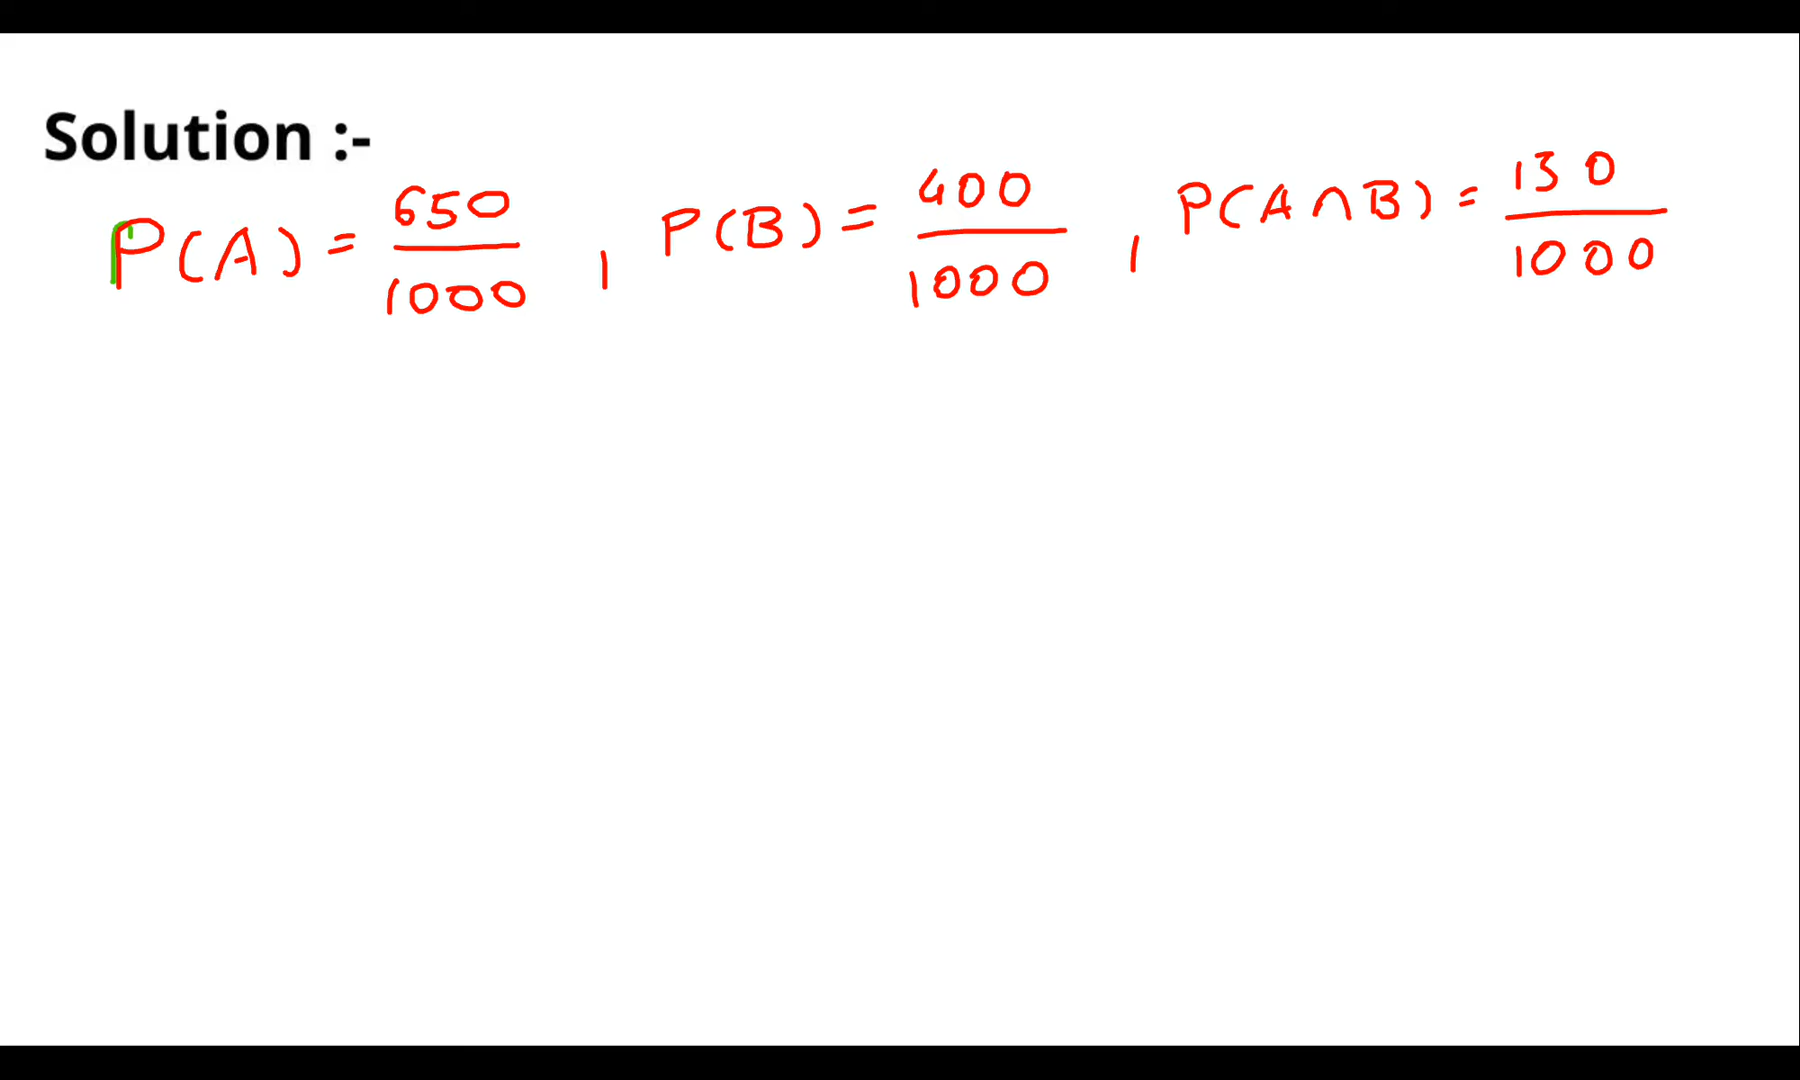 Solution :-
P(A) = 650/1000 , P(B) = 400/1000 , P(A∩B) = 130/1000